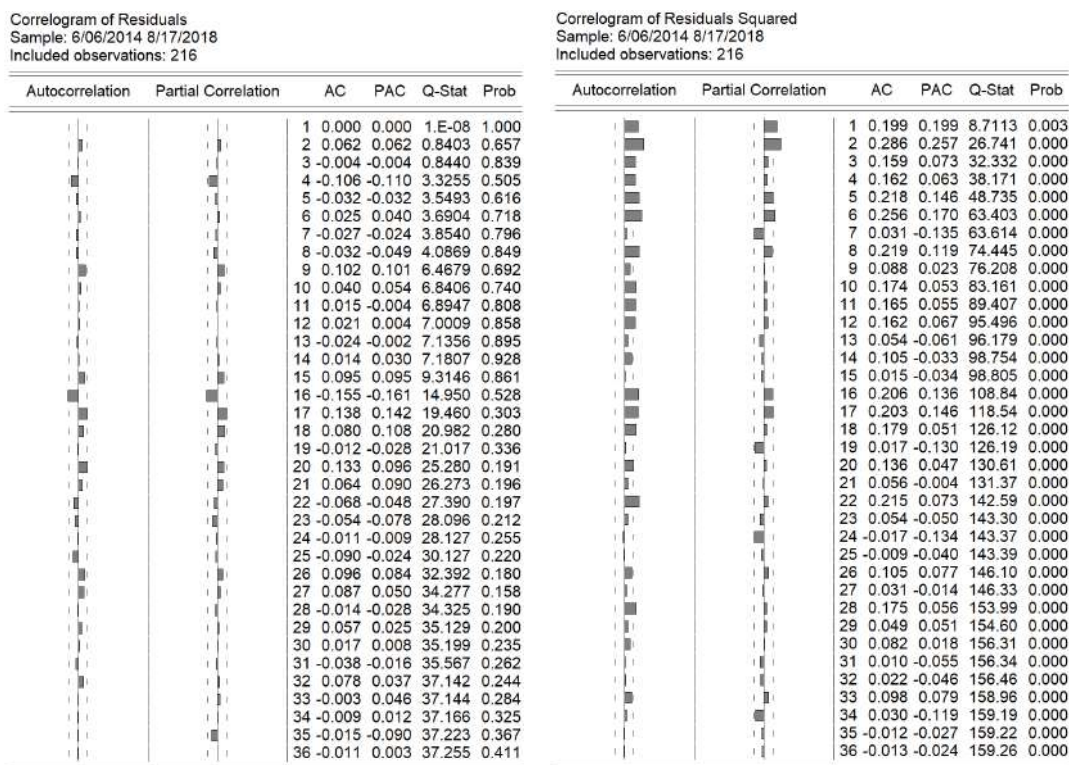 Correlogram of Residuals
Sample: 6/06/2014 8/17/2018
Included observations: 216
Autocorrelation Partial Correlation AC PAC Q-Stat Prob
1 0.000 0.000 1.E-08 1.000
2 0.062 0.062 0.8403 0.657
3 -0.004 -0.004 0.8440 0.839
4 -0.106 -0.110 3.3255 0.505
5 -0.032 -0.032 3.5493 0.616
6 0.025 0.040 3.6904 0.718
7 -0.027 -0.024 3.8540 0.796
8 -0.032 -0.049 4.0869 0.849
9 0.102 0.101 6.4679 0.692
10 0.040 0.054 6.8406 0.740
11 0.015 -0.004 6.8947 0.808
12 0.021 0.004 7.0009 0.858
13 -0.024 -0.002 7.1356 0.895
14 0.014 0.030 7.1807 0.928
15 0.095 0.095 9.3146 0.861
16 -0.155 -0.161 14.950 0.528
17 0.138 0.142 19.460 0.303
18 0.080 0.108 20.982 0.280
19 -0.012 -0.028 21.017 0.336
20 0.133 0.096 25.280 0.191
21 0.064 0.090 26.273 0.196
22 -0.068 -0.048 27.390 0.197
23 -0.054 -0.078 28.096 0.212
24 -0.011 -0.009 28.127 0.255
25 -0.090 -0.024 30.127 0.220
26 0.096 0.084 32.392 0.180
27 0.087 0.050 34.277 0.158
28 -0.014 -0.028 34.325 0.190
29 0.057 0.025 35.129 0.200
30 0.017 0.008 35.199 0.235
31 -0.038 -0.016 35.567 0.262
32 0.078 0.037 37.142 0.244
33 -0.003 0.046 37.144 0.284
34 -0.009 0.012 37.166 0.325
35 -0.015 -0.090 37.223 0.367
36 -0.011 0.003 37.255 0.411
Correlogram of Residuals Squared
Sample: 6/06/2014 8/17/2018
Included observations: 216
Autocorrelation Partial Correlation AC PAC Q-Stat Prob
1 0.199 0.199 8.7113 0.003
2 0.286 0.257 26.741 0.000
3 0.159 0.073 32.332 0.000
4 0.162 0.063 38.171 0.000
5 0.218 0.146 48.735 0.000
6 0.256 0.170 63.403 0.000
7 0.031 -0.135 63.614 0.000
8 0.219 0.119 74.445 0.000
9 0.088 0.023 76.208 0.000
10 0.174 0.053 83.161 0.000
11 0.165 0.055 89.407 0.000
12 0.162 0.067 95.496 0.000
13 0.054 -0.061 96.179 0.000
14 0.105 -0.033 98.754 0.000
15 0.015 -0.034 98.805 0.000
16 0.206 0.136 108.84 0.000
17 0.203 0.146 118.54 0.000
18 0.179 0.051 126.12 0.000
19 0.017 -0.130 126.19 0.000
20 0.136 0.047 130.61 0.000
21 0.056 -0.004 131.37 0.000
22 0.215 0.073 142.59 0.000
23 0.054 -0.050 143.30 0.000
24 -0.017 -0.134 143.37 0.000
25 -0.009 -0.040 143.39 0.000
26 0.105 0.077 146.10 0.000
27 0.031 -0.014 146.33 0.000
28 0.175 0.056 153.99 0.000
29 0.049 0.051 154.60 0.000
30 0.082 0.018 156.31 0.000
31 0.010 -0.055 156.34 0.000
32 0.022 -0.046 156.46 0.000
33 0.098 0.079 158.96 0.000
34 0.030 -0.119 159.19 0.000
35 -0.012 -0.027 159.22 0.000
36 -0.013 -0.024 159.26 0.000